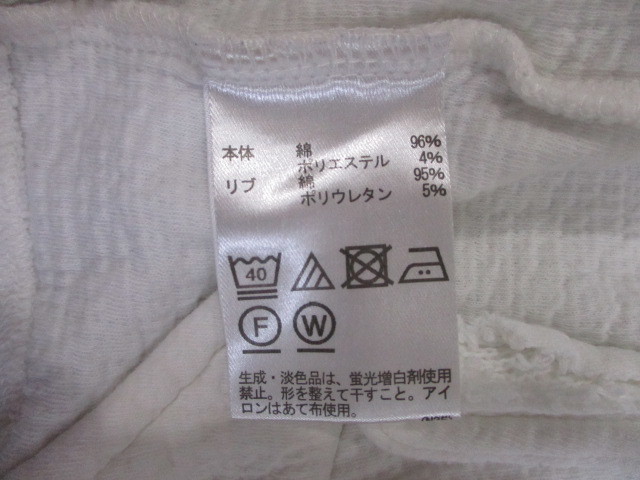 本体 綿 96%
ポリエステル 4%
リブ 綿 95%
ポリウレタン 5%
40
F W
生成・淡色品は、蛍光増白剤使用
禁止。形を整えて干すこと。アイ
ロンはあて布使用。